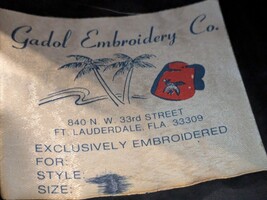 Gadol Embroidery Co.
840 N. W. 33rd STREET
FT. LAUDERDALE, FLA 33309
EXCLUSIVELY EMBROIDERED
FOR:
STYLE
SIZE: